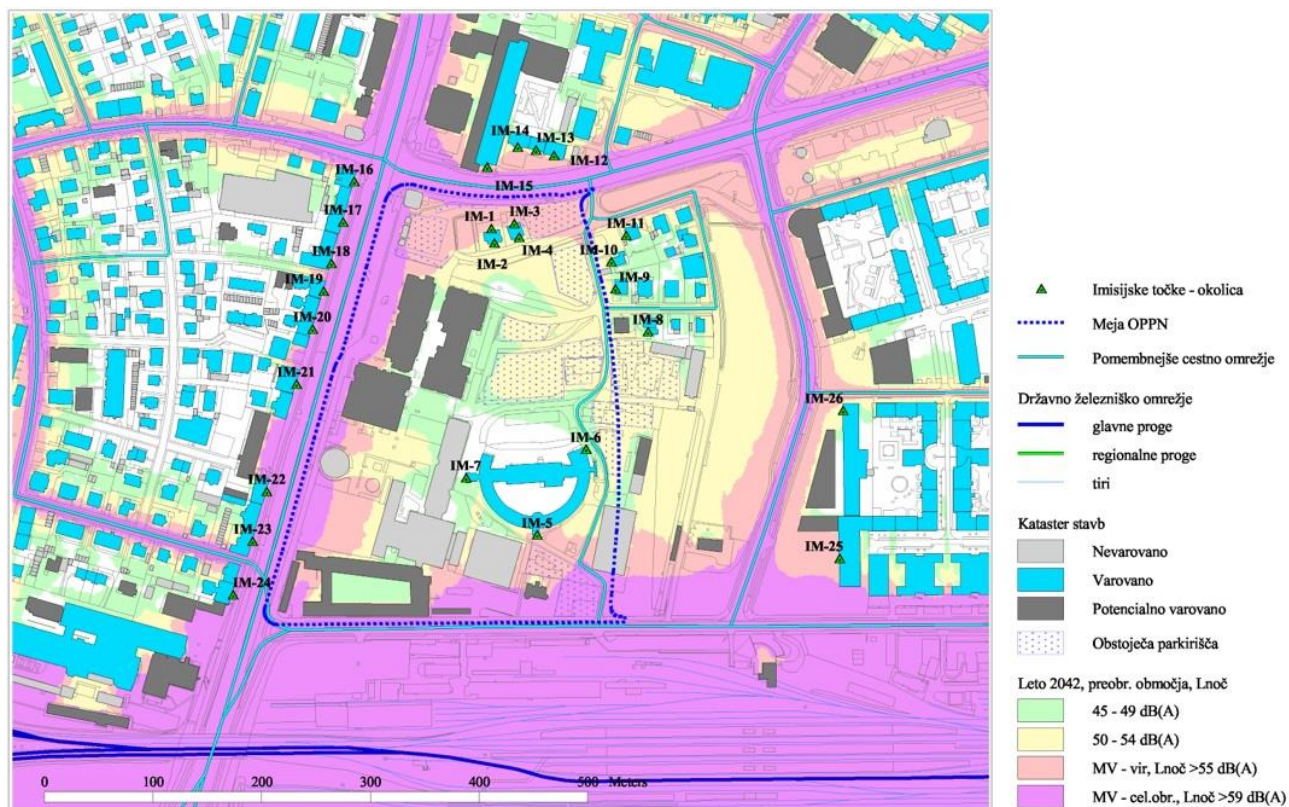 IM-14
IM-13
IM-12
IM-16
IM-15
IM-17
IM-1
IM-3
IM-11
IM-10
IM-4
IM-2
IM-18
IM-19
IM-9
IM-20
IM-8
IM-21
IM-26
IM-6
IM-7
IM-22
IM-5
IM-23
IM-25
IM-24
0 100 200 300 400 500 Meters
Imisijske točke - okolica
Meja OPPN
Pomembnejše cestno omrežje
Državno železniško omrežje
glavne proge
regionalne proge
tiri
Kataster stavb
Nevarovano
Varovano
Potencialno varovano
Obstoječa parkirišča
Leto 2042, preobr. območja, Lnoč
45 - 49 dB(A)
50 - 54 dB(A)
MV - vir, Lnoč >55 dB(A)
MV - cel.obr., Lnoč >59 dB(A)